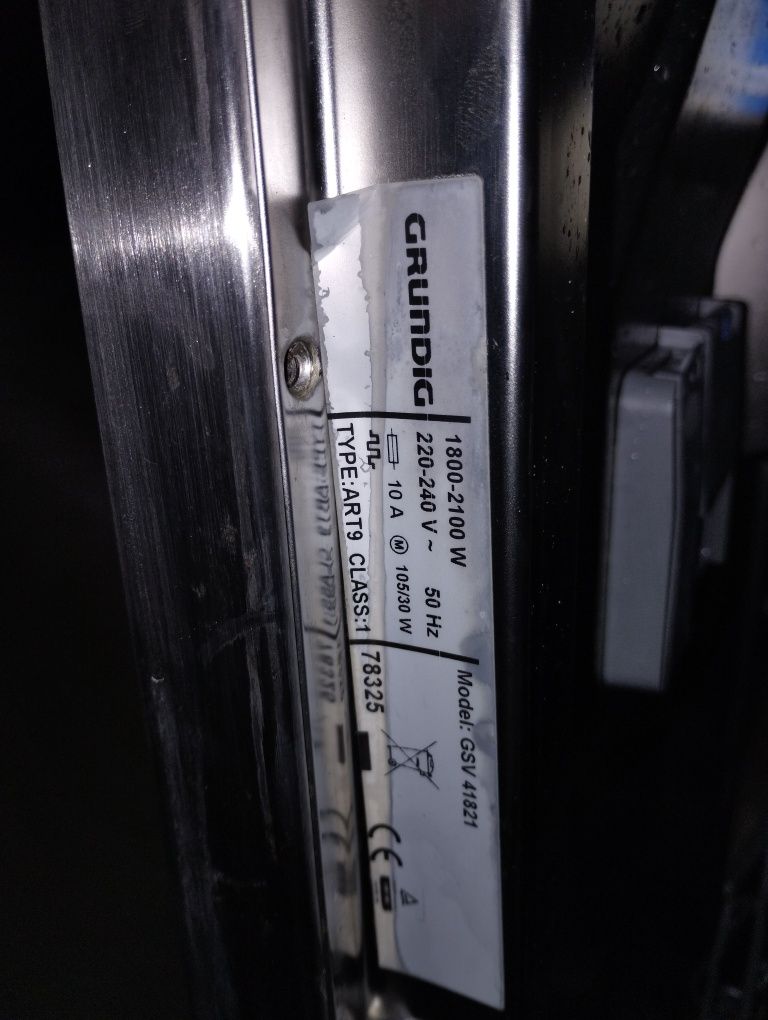 GRUNDIG
1800-2100 W
220-240 V ~ 50 Hz
10 A M 105/30 W
TYPE:ART9 CLASS:1
Model: GSV 41821
78325
CE